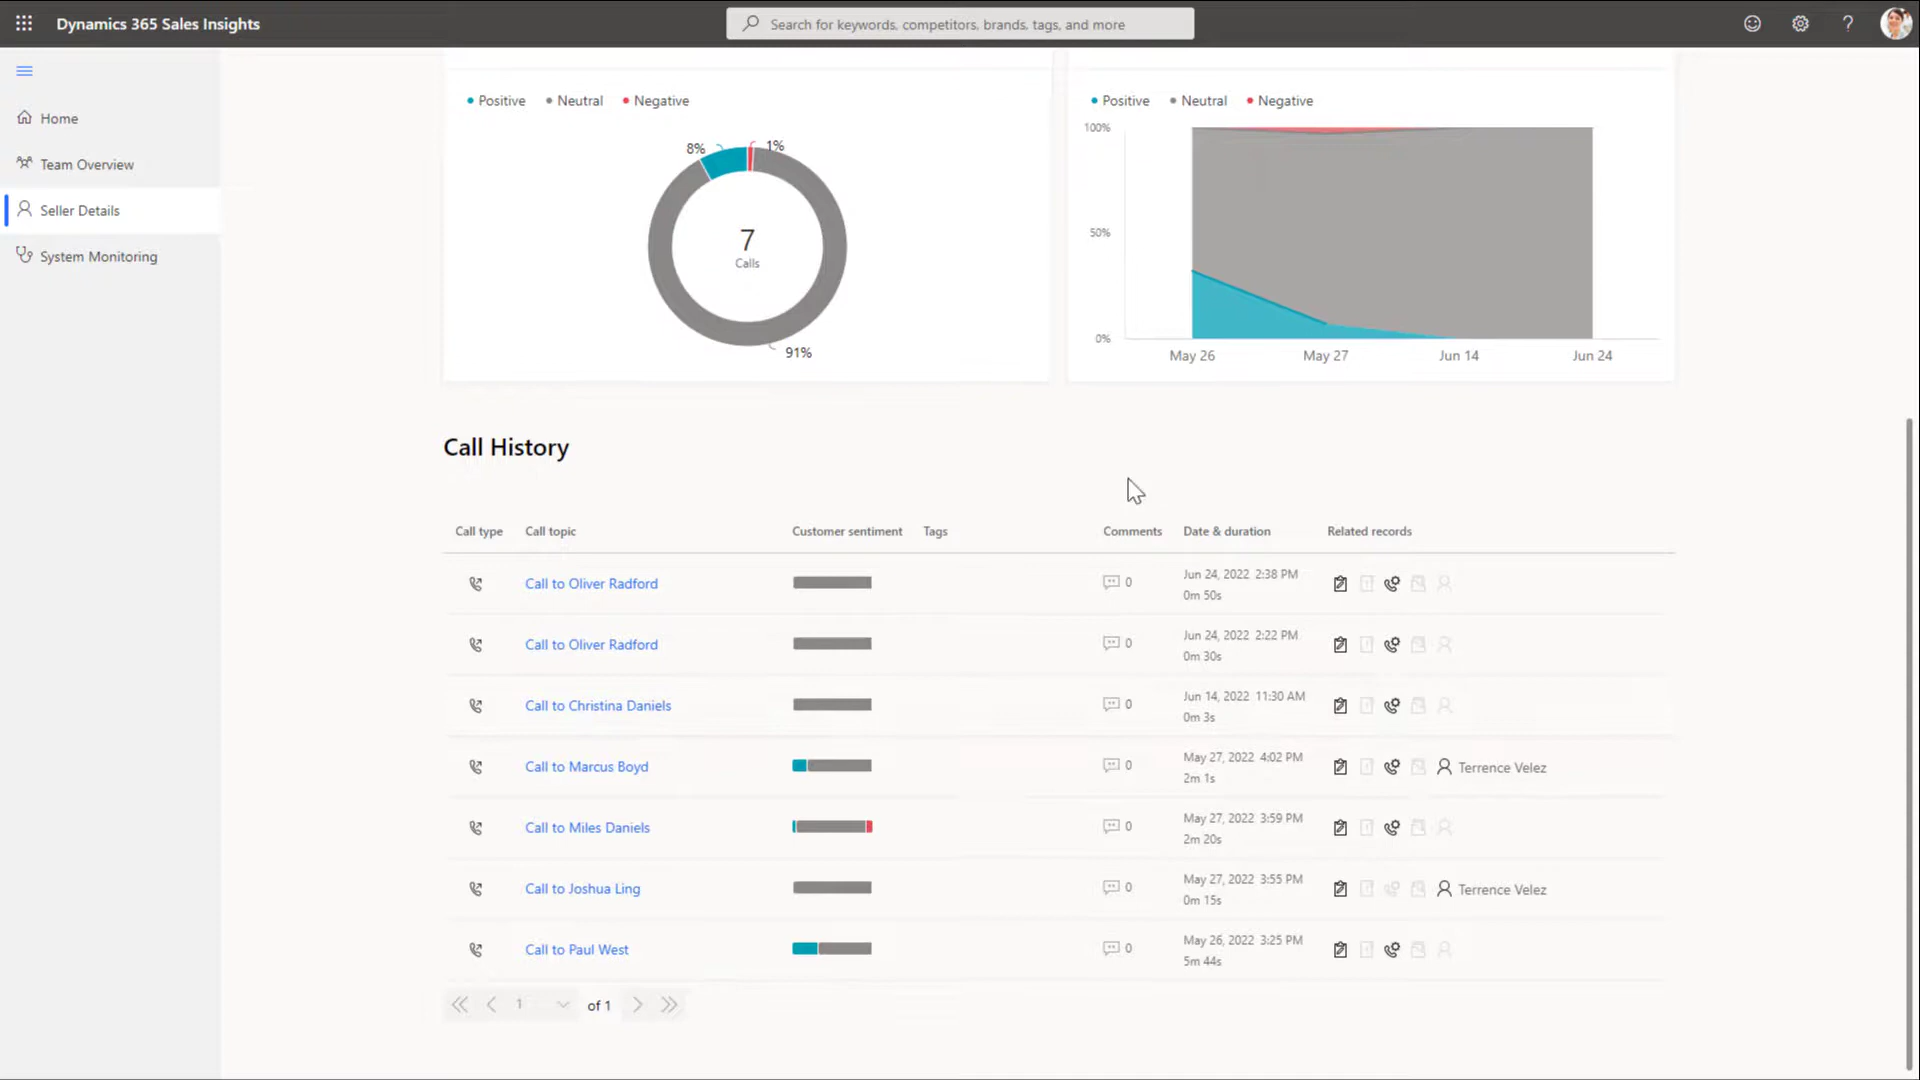 Dynamics 365 Sales Insights
Search for keywords, competitors, brands, tags, and more
?
Home
Team Overview
Seller Details
System Monitoring
Positive Neutral Negative
8% 1%
7
Calls
91%
Positive Neutral Negative
100%
50%
0%
May 26 May 27 Jun 14 Jun 24
Call History
Call type Call topic Customer sentiment Tags Comments Date & duration Related records
Call to Oliver Radford 0 Jun 24, 2022 2:38 PM
0m 50s
Call to Oliver Radford 0 Jun 24, 2022 2:22 PM
0m 30s
Call to Christina Daniels 0 Jun 14, 2022 11:30 AM
0m 3s
Call to Marcus Boyd 0 May 27, 2022 4:02 PM Terrence Velez
2m 1s
Call to Miles Daniels 0 May 27, 2022 3:59 PM
2m 20s
Call to Joshua Ling 0 May 27, 2022 3:55 PM Terrence Velez
0m 15s
Call to Paul West 0 May 26, 2022 3:25 PM
5m 44s
1 of 1